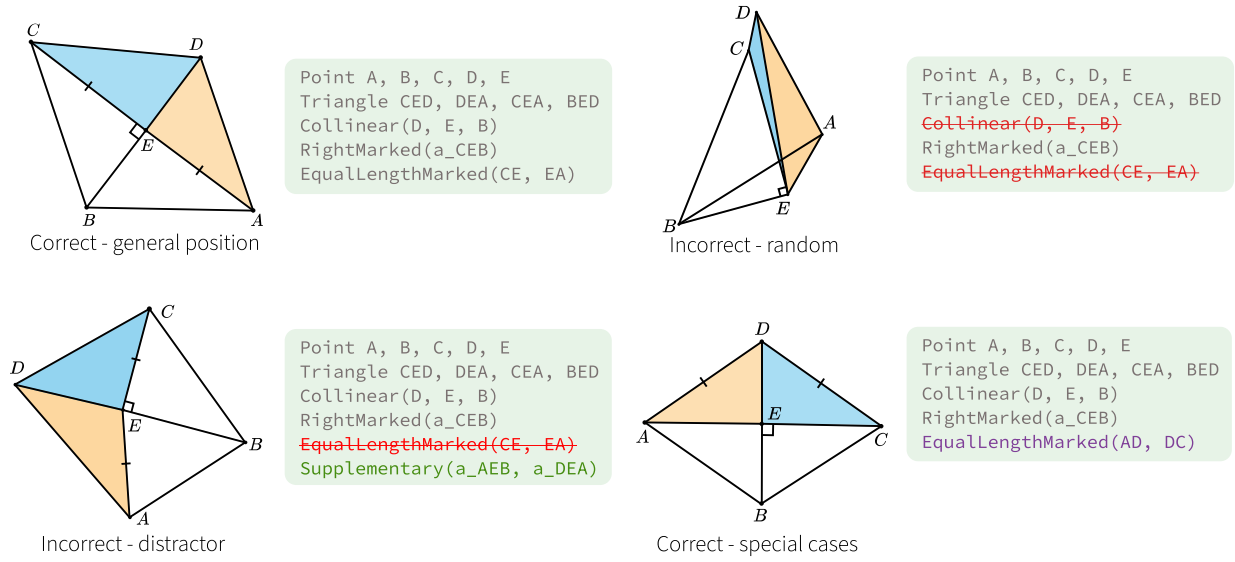 C
D
E
B
A
Point A, B, C, D, E
Triangle CED, DEA, CEA, BED
Collinear(D, E, B)
RightMarked(a_CEB)
EqualLengthMarked(CE, EA)
Correct - general position
D
C
A
E
B
Point A, B, C, D, E
Triangle CED, DEA, CEA, BED
Collinear(D, E, B)
RightMarked(a_CEB)
EqualLengthMarked(CE, EA)
Incorrect - random
C
D
E
B
A
Point A, B, C, D, E
Triangle CED, DEA, CEA, BED
Collinear(D, E, B)
RightMarked(a_CEB)
EqualLengthMarked(CE, EA)
Supplementary(a_AEB, a_DEA)
Incorrect - distractor
D
E
A
C
B
Point A, B, C, D, E
Triangle CED, DEA, CEA, BED
Collinear(D, E, B)
RightMarked(a_CEB)
EqualLengthMarked(AD, DC)
Correct - special cases